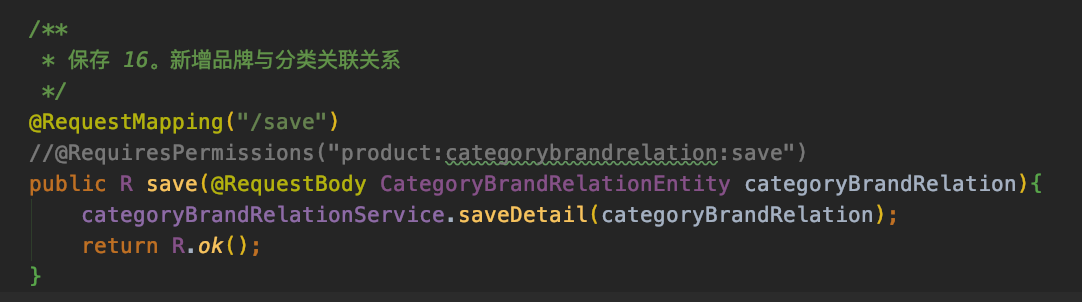 /**
 * 保存 16。新增品牌与分类关联关系
 */
@RequestMapping("/save")
//@RequiresPermissions("product:categorybrandrelation:save")
public R save(@RequestBody CategoryBrandRelationEntity categoryBrandRelation){
    categoryBrandRelationService.saveDetail(categoryBrandRelation);
    return R.ok();
}